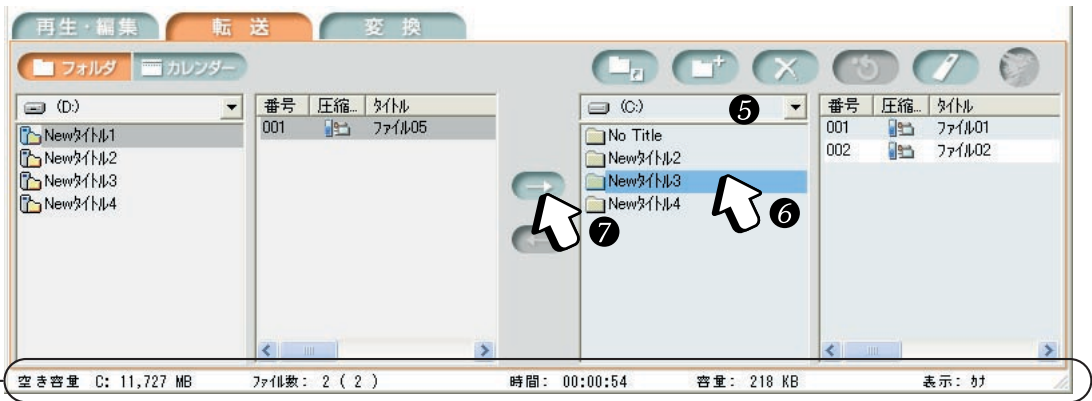 再生・編集 転 送 変 換
フォルダ カレンダー
(D:)
Newタイトル1
Newタイトル2
Newタイトル3
Newタイトル4
番号 圧縮... タイトル
001 ファイル05
(C:) 5
No Title
Newタイトル2
Newタイトル3
Newタイトル4
6
7
番号 圧縮... タイトル
001 ファイル01
002 ファイル02
空き容量 C: 11,727 MB ファイル数: 2 ( 2 ) 時間: 00:00:54 容量: 218 KB 表示: カナ